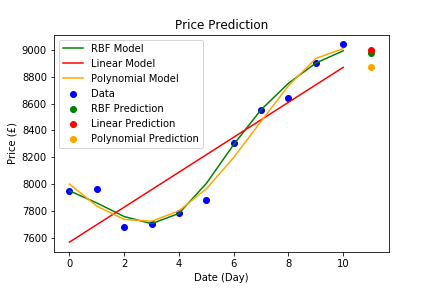 Price Prediction
RBF Model
Linear Model
Polynomial Model
Data
RBF Prediction
Linear Prediction
Polynomial Prediction
9000
8800
8600
8400
8200
8000
7800
7600
Price (£)
0 2 4 6 8 10
Date (Day)